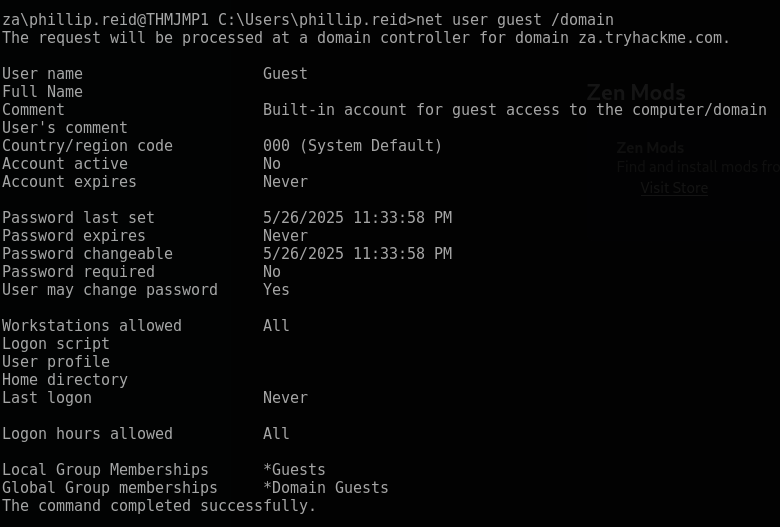 za\phillip.reid@THMJMP1 C:\Users\phillip.reid>net user guest /domain
The request will be processed at a domain controller for domain za.tryhackme.com.
User name                    Guest
Full Name
Comment                      Built-in account for guest access to the computer/domain
User's comment
Country/region code          000 (System Default)
Account active               No
Account expires              Never
Password last set            5/26/2025 11:33:58 PM
Password expires             Never
Password changeable          5/26/2025 11:33:58 PM
Password required            No
User may change password     Yes
Workstations allowed         All
Logon script
User profile
Home directory
Last logon                   Never
Logon hours allowed          All
Local Group Memberships      *Guests
Global Group memberships     *Domain Guests
The command completed successfully.
Zen Mods
Zen Mods
Find and install mods
Visit Store